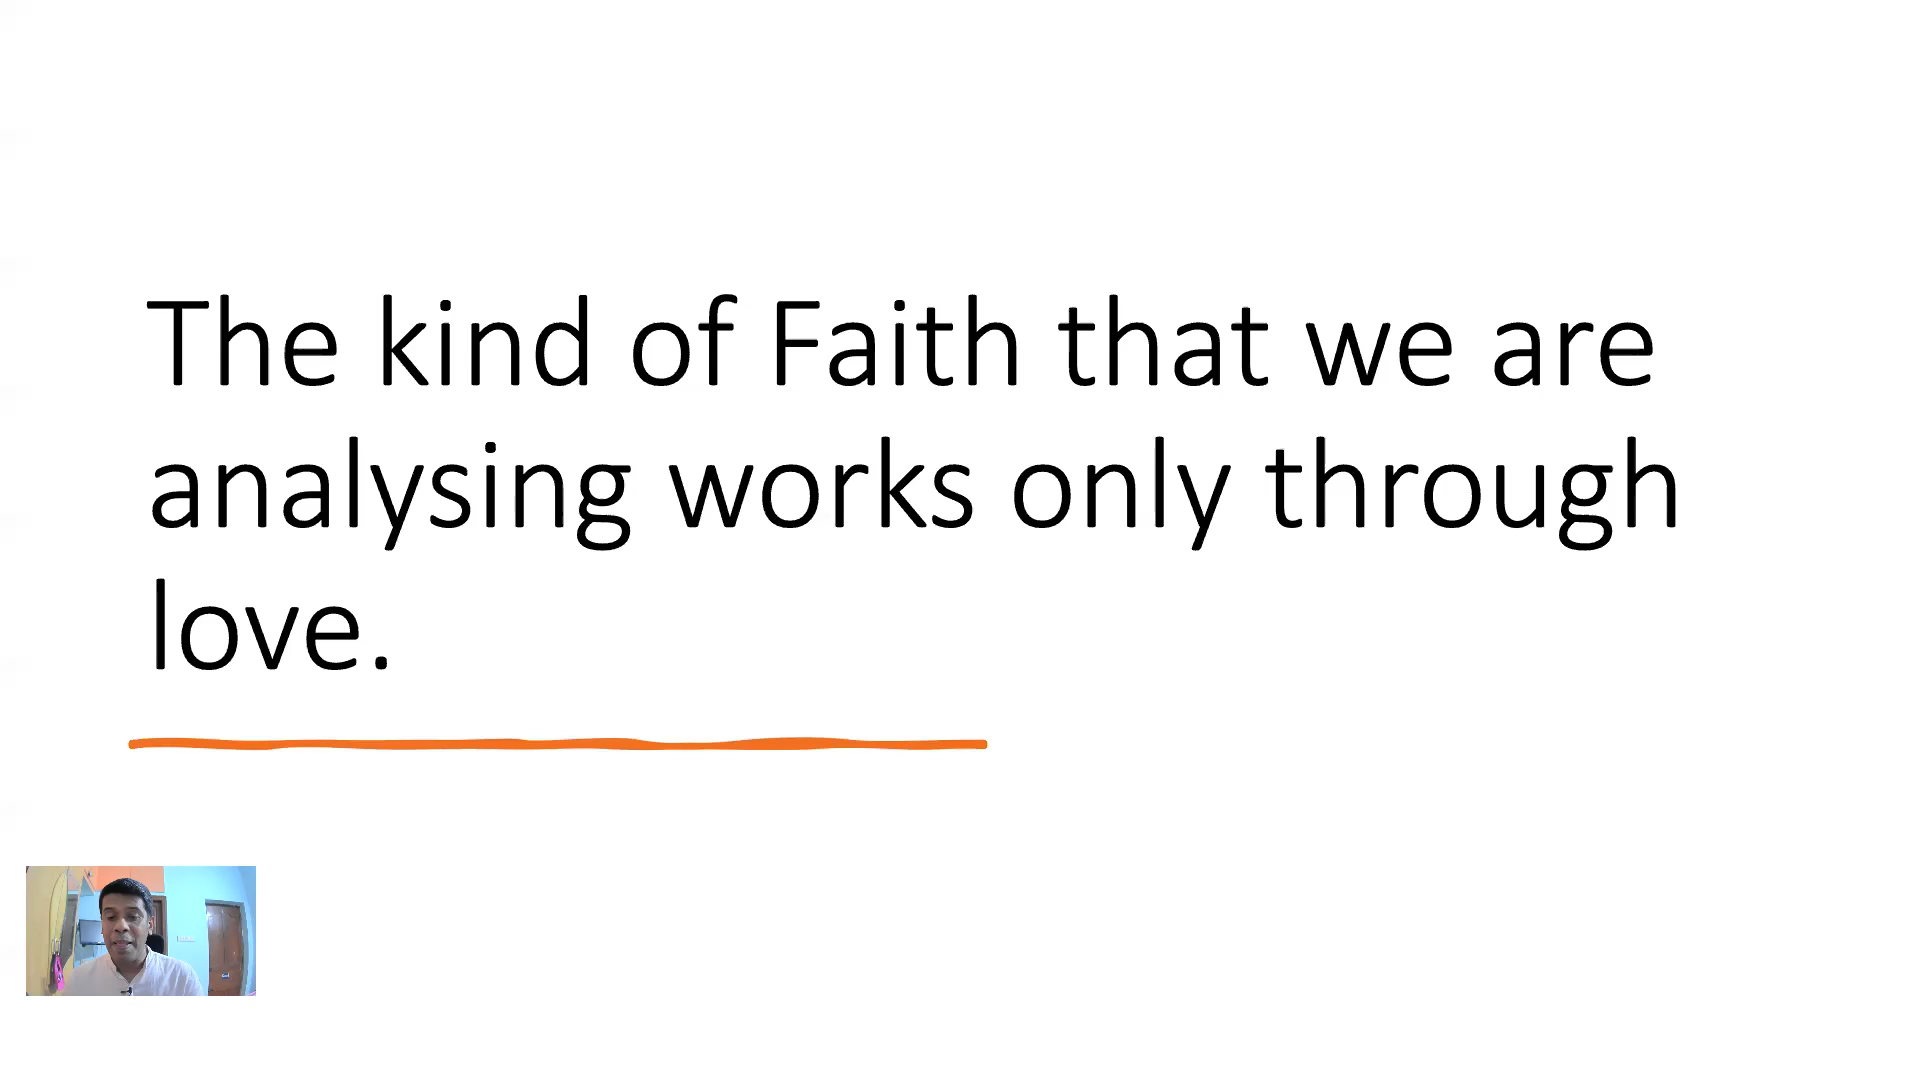 The kind of Faith that we are
analysing works only through
love.